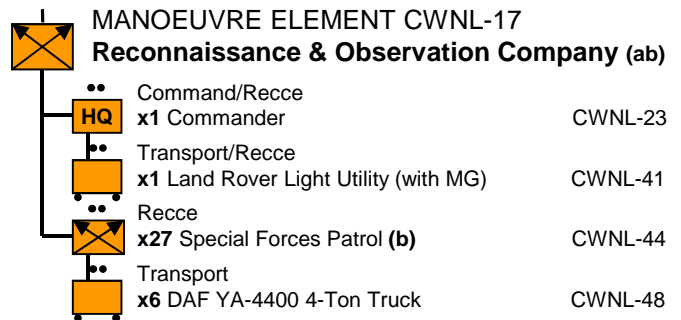 MANOEUVRE ELEMENT CWNL-17
Reconnaissance & Observation Company (ab)
Command/Recce
HQ x1 Commander CWNL-23
Transport/Recce
x1 Land Rover Light Utility (with MG) CWNL-41
Recce
x27 Special Forces Patrol (b) CWNL-44
Transport
x6 DAF YA-4400 4-Ton Truck CWNL-48